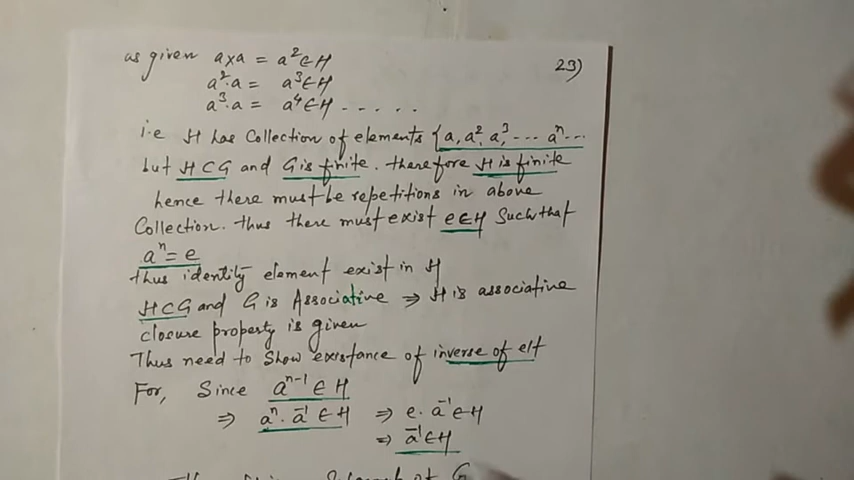 as given a×a = a²∈H
23)
a²·a = a³∈H
a³·a = a⁴∈H . . . . .
i.e H has Collection of elements {a, a², a³, ... aⁿ...
but H⊂G and G is finite. therefore H is finite
hence there must be repetitions in above
Collection. Thus there must exist e∈H Such that
aⁿ = e
Thus identity element exist in H
H⊂G and G is Associative ⇒ H is associative
closure property is given
Thus need to Show existance of inverse of elt
For, Since aⁿ⁻¹ ∈ H
⇒ aⁿ · a⁻¹ ∈ H ⇒ e · a⁻¹ ∈ H
⇒ a⁻¹ ∈ H
of G